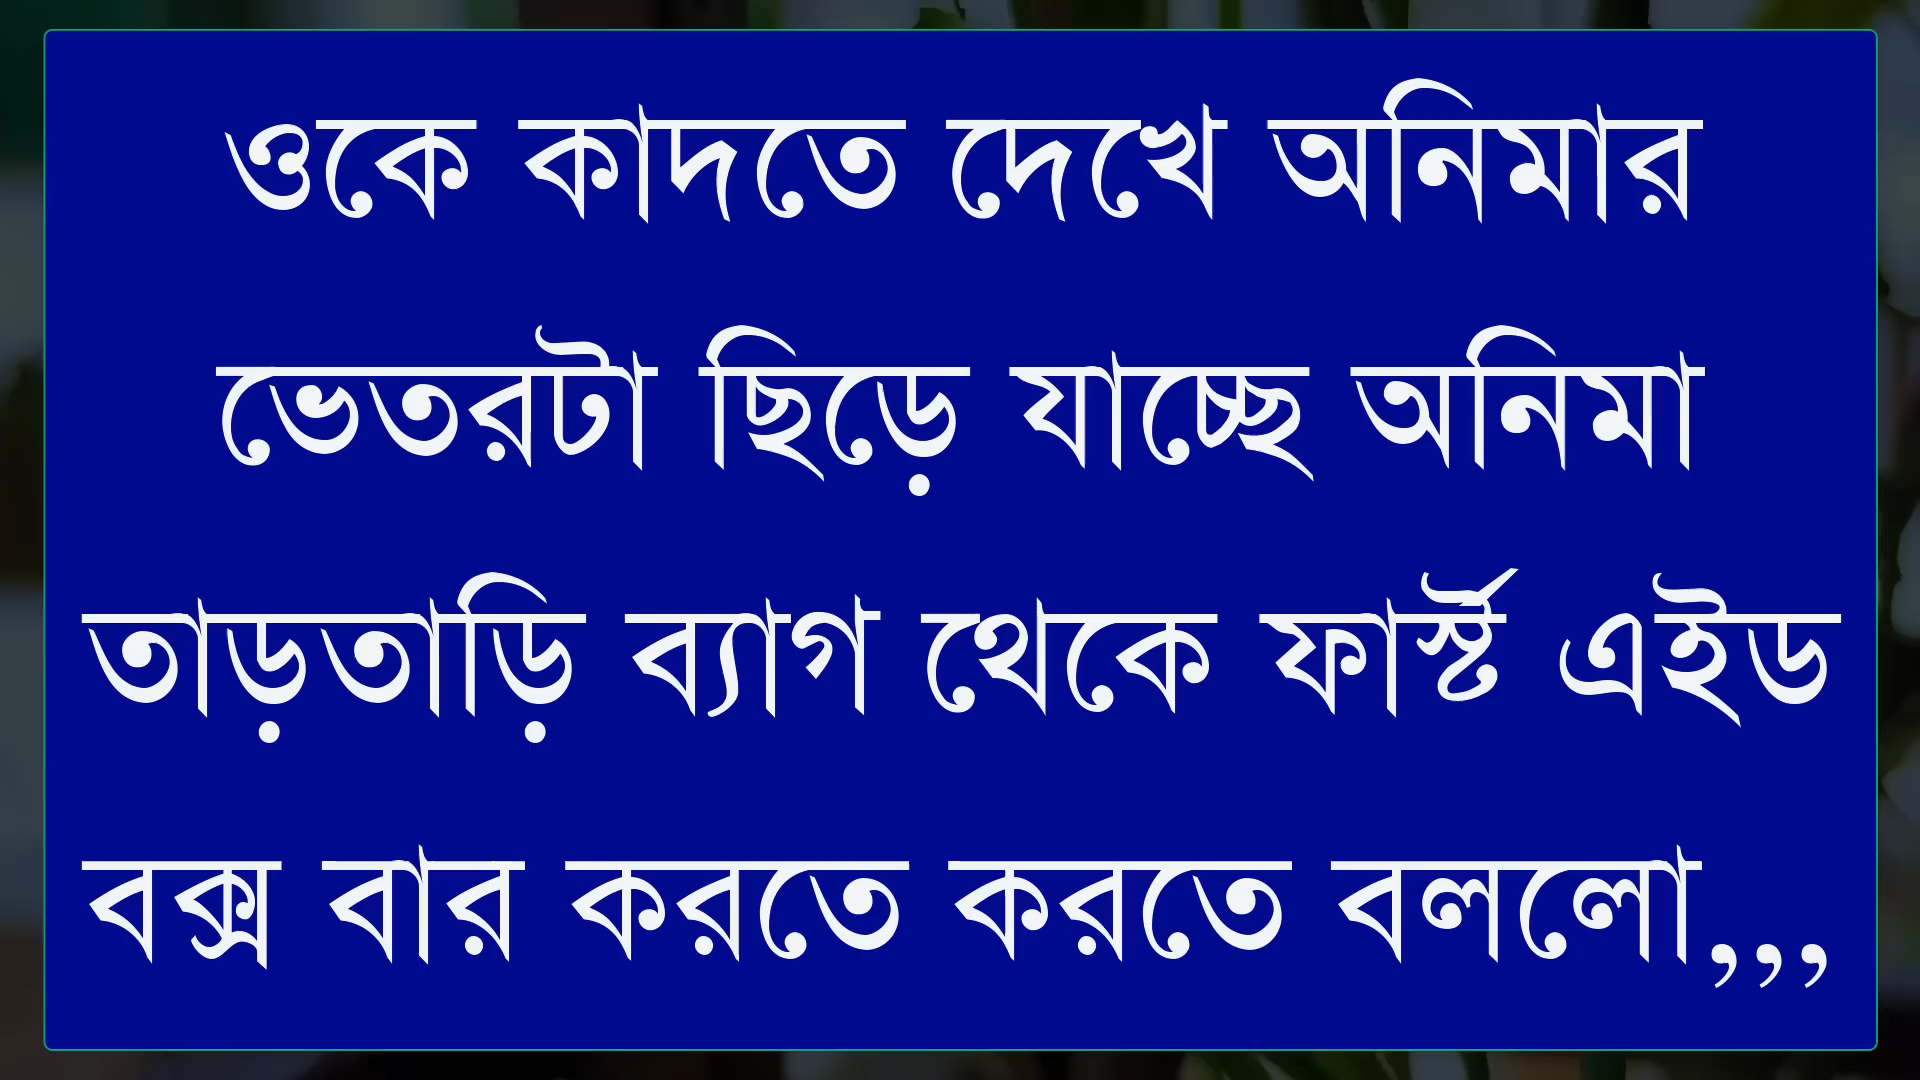 ওকে কাদতে দেখে অনিমার
ভেতরটা ছিড়ে যাচ্ছে অনিমা
তাড়তাড়ি ব্যাগ থেকে ফার্স্ট এইড
বক্স বার করতে করতে বললো,,,